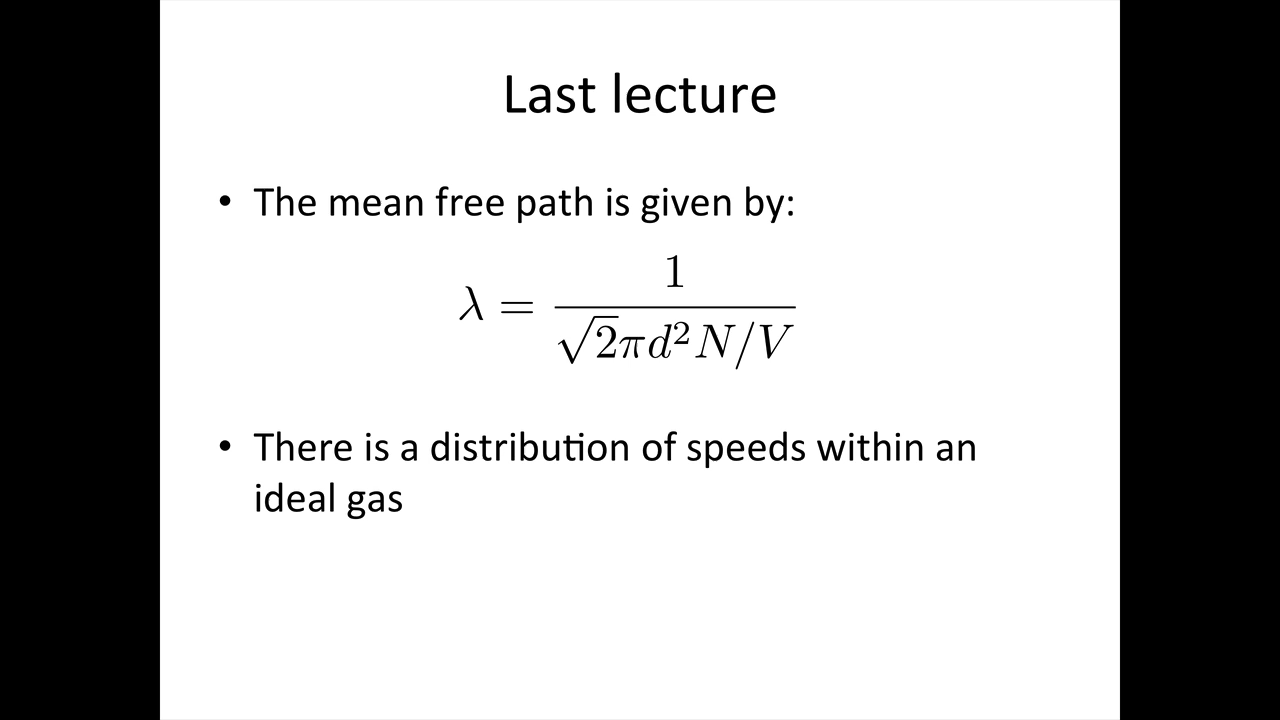 Last lecture
• The mean free path is given by:
λ = 1 / (√2πd²N/V)
• There is a distribution of speeds within an
ideal gas